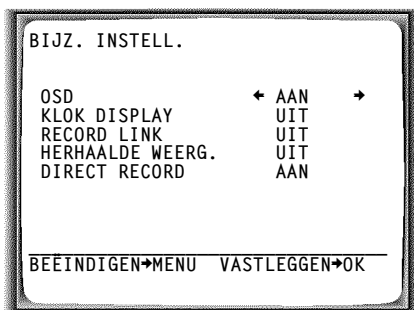 BIJZ. INSTELL.
OSD ← AAN →
KLOK DISPLAY UIT
RECORD LINK UIT
HERHAALDE WEERG. UIT
DIRECT RECORD AAN
BEËINDIGEN→MENU VASTLEGGEN→OK